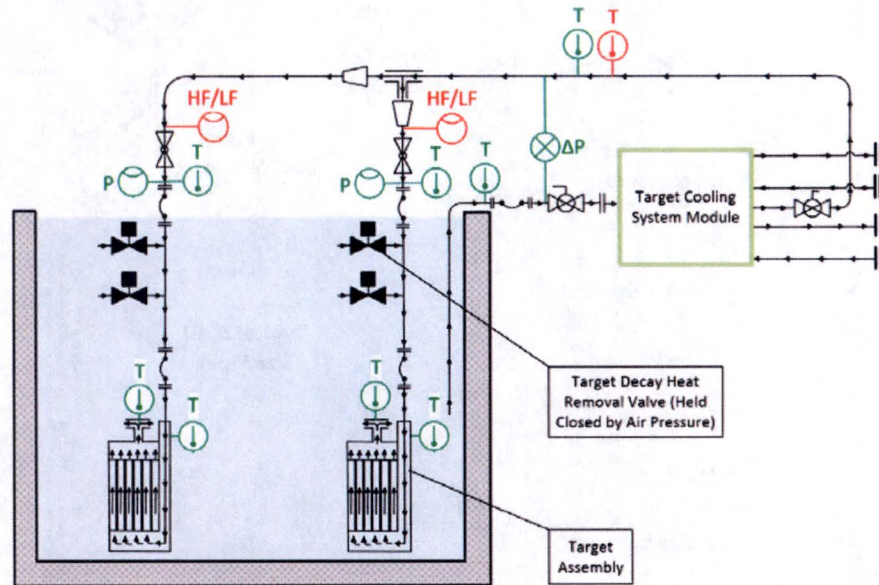 T
T
HF/LF
HF/LF
T
T
T
P
P
ΔP
Target Cooling
System Module
Target Decay Heat
Removal Valve (Held
Closed by Air Pressure)
T
T
T
T
Target
Assembly